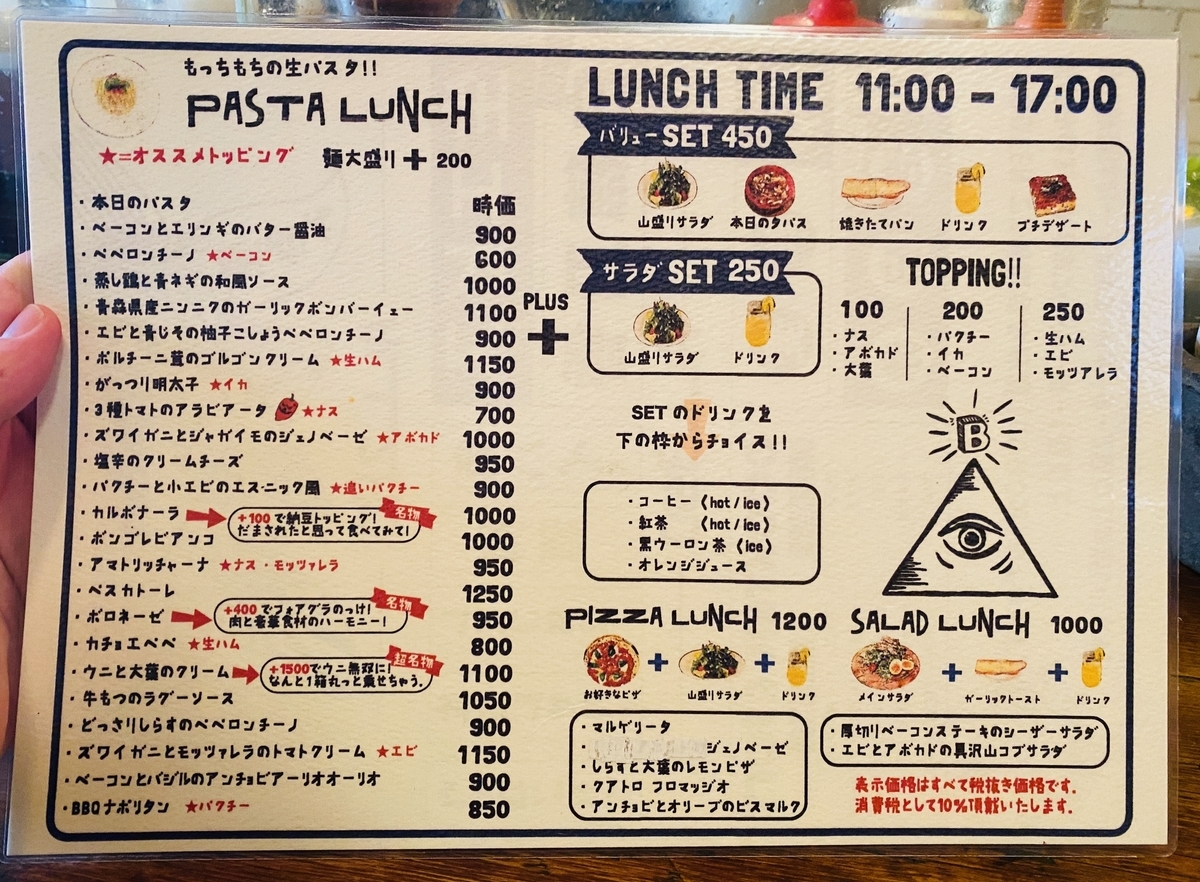 もっちもちの生パスタ!!
PASTA LUNCH
★=オススメトッピング 麺大盛り+200
・本日のパスタ 時価
・ベーコンとエリンギのバター醤油 900
・ペペロンチーノ ★ベーコン 600
・蒸し鶏と青ネギの和風ソース 1000
・青森県産ニンニクのガーリックボンバーイェー 1100
・エビと青じその柚子こしょうペペロンチーノ 900
・ポルチーニ茸のゴルゴンクリーム ★生ハム 1150
・がっつり明太子 ★イカ 900
・3種トマトのアラビアータ ★ナス 700
・ズワイガニとジャガイモのジェノベーゼ ★アボカド 1000
・塩辛のクリームチーズ 950
・パクチーと小エビのエスニック風 ★追いパクチー 900
・カルボナーラ 1000
名物
+100で納豆トッピング!
だまされたと思って食べてみて!
・ボンゴレビアンコ 1000
・アマトリッチャーナ ★ナス・モッツァレラ 950
・ペスカトーレ 1250
・ボロネーゼ 950
名物
+400でフォアグラのっけ!
肉と豪華食材のハーモニー!
・カチョエペペ ★生ハム 800
・ウニと大葉のクリーム 1100
超名物
+1500でウニ無双に!
なんと1箱丸っと乗せちゃう。
・牛もつのラグーソース 1050
・どっさりしらすのペペロンチーノ 900
・ズワイガニとモッツァレラのトマトクリーム ★エビ 1150
・ベーコンとバジルのアンチョビアーリオオーリオ 900
・BBQナポリタン ★パクチー 850
PLUS
+
LUNCH TIME 11:00 - 17:00
バリューSET 450
山盛りサラダ 本日のタパス 焼きたてパン ドリンク プチデザート
サラダSET 250
山盛りサラダ ドリンク
TOPPING!!
100 200 250
・ナス ・パクチー ・生ハム
・アボカド ・イカ ・エビ
・大葉 ・ベーコン ・モッツアレラ
SETのドリンクを
下の枠からチョイス!!
・コーヒー (hot/ice)
・紅茶 (hot/ice)
・黒ウーロン茶 (ice)
・オレンジジュース
B
PIZZA LUNCH 1200
お好きなピザ + 山盛りサラダ + ドリンク
・マルゲリータ
ジェノベーゼ
・しらすと大葉のレモンピザ
・クアトロ フロマッジオ
・アンチョビとオリーブのビスマルク
SALAD LUNCH 1000
メインサラダ + ガーリックトースト + ドリンク
・厚切りベーコンステーキのシーザーサラダ
・エビとアボカドの具沢山コブサラダ
表示価格はすべて税抜き価格です。
消費税として10%頂戴いたします。